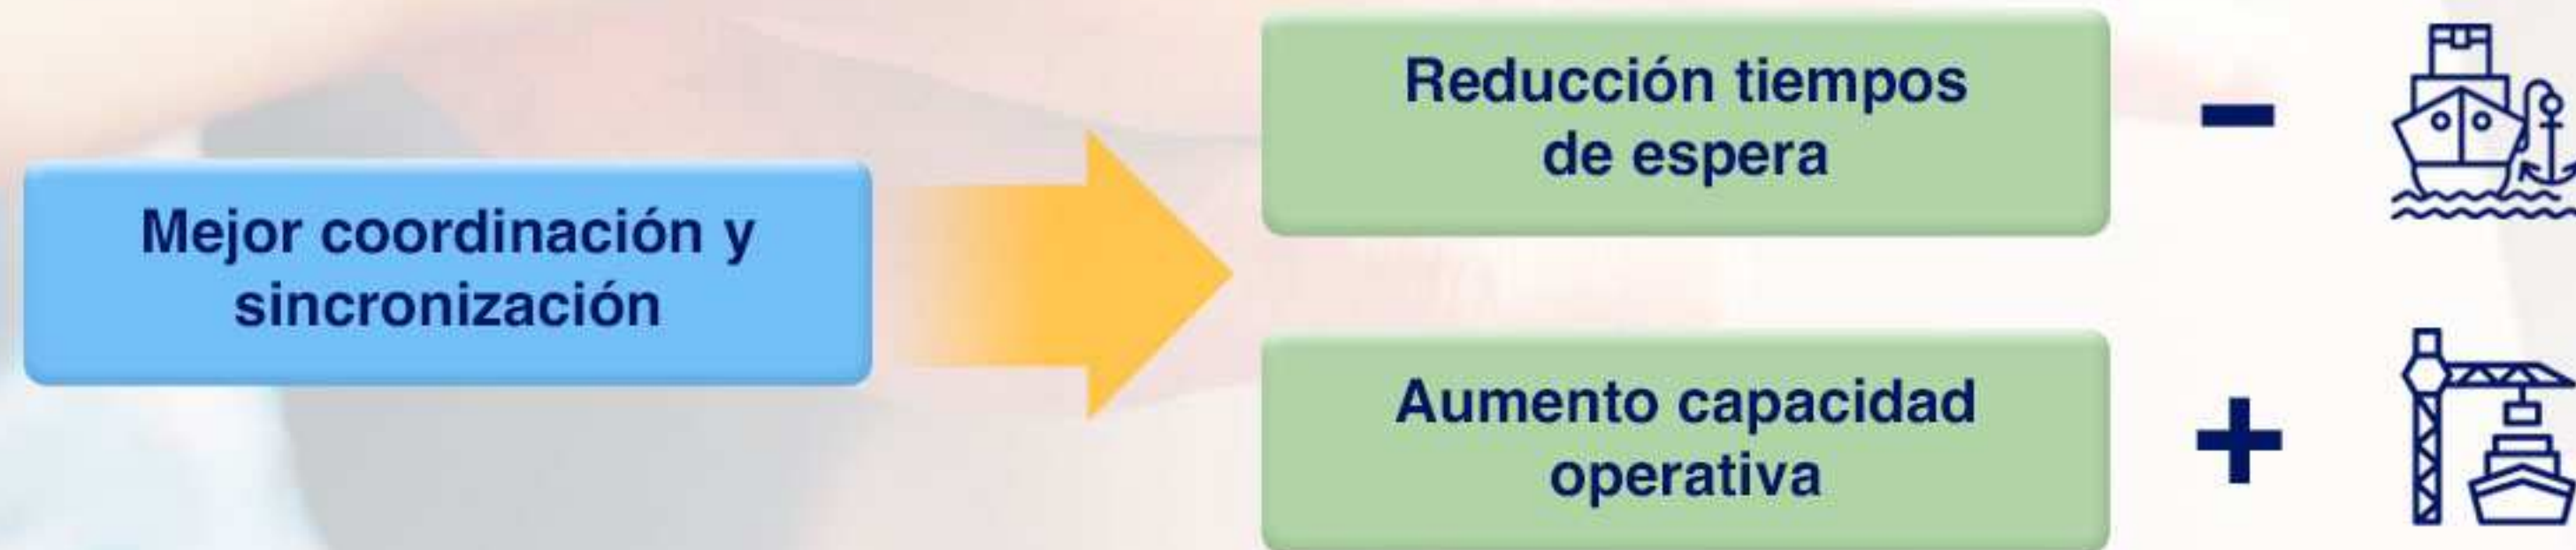 Mejor coordinación y
sincronización
Reducción tiempos
de espera
-
Aumento capacidad
operativa
+